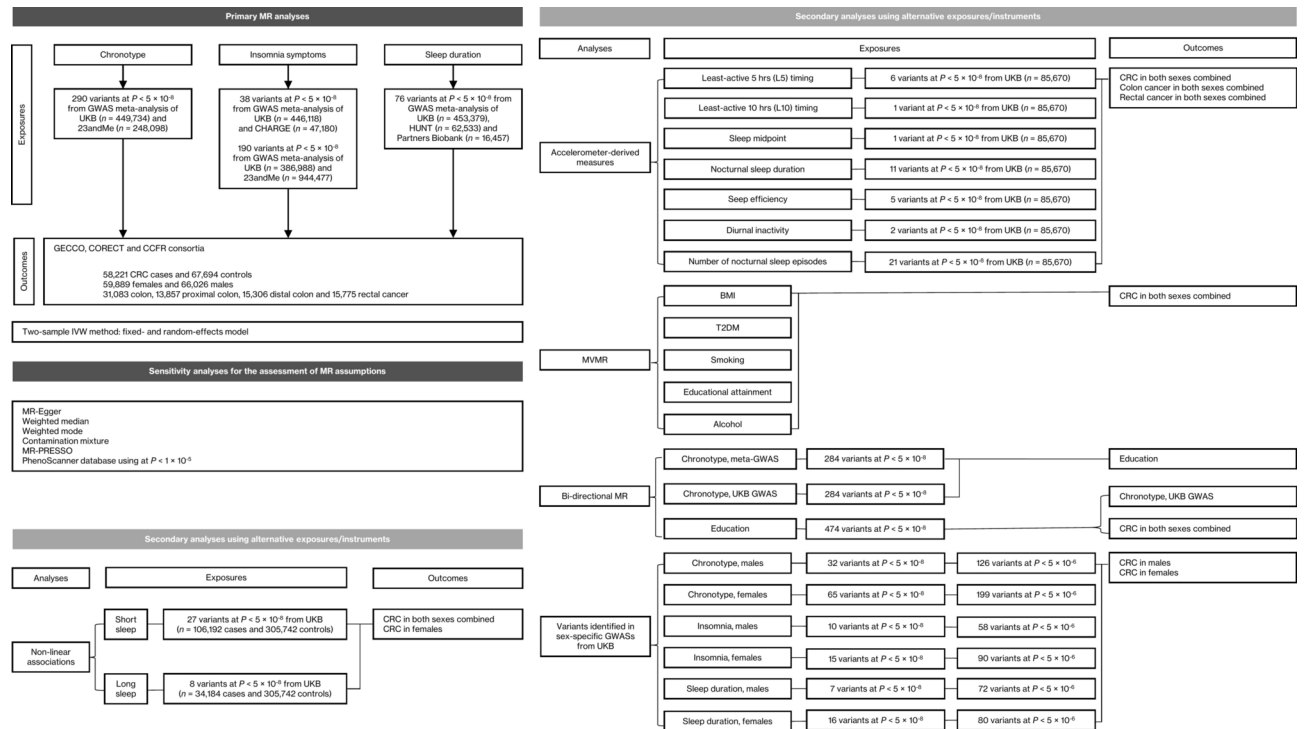 Primary MR analyses
Exposures
Chronotype
Insomnia symptoms
Sleep duration
290 variants at P < 5 × 10⁻⁸
from GWAS meta-analysis of
UKB (n = 449,734) and
23andMe (n = 248,098)
38 variants at P < 5 × 10⁻⁸
from GWAS meta-analysis of
UKB (n = 446,118)
and CHARGE (n = 47,180)
190 variants at P < 5 × 10⁻⁸
from GWAS meta-analysis of
UKB (n = 386,988) and
23andMe (n = 944,477)
76 variants at P < 5 × 10⁻⁸ from
GWAS meta-analysis of
UKB (n = 453,379),
HUNT (n = 62,533) and
Partners Biobank (n = 16,457)
Outcomes
GECCO, CORECT and CCFR consortia
58,221 CRC cases and 67,694 controls
59,889 females and 66,026 males
31,083 colon, 13,857 proximal colon, 15,306 distal colon and 15,775 rectal cancer
Two-sample IVW method: fixed- and random-effects model
Sensitivity analyses for the assessment of MR assumptions
MR-Egger
Weighted median
Weighted mode
Contamination mixture
MR-PRESSO
PhenoScanner database using at P < 1 × 10⁻⁵
Secondary analyses using alternative exposures/instruments
Analyses
Exposures
Outcomes
Non-linear
associations
Short
sleep
27 variants at P < 5 × 10⁻⁸ from UKB
(n = 106,192 cases and 305,742 controls)
Long
sleep
8 variants at P < 5 × 10⁻⁸ from UKB
(n = 34,184 cases and 305,742 controls)
CRC in both sexes combined
CRC in females
Secondary analyses using alternative exposures/instruments
Analyses
Exposures
Outcomes
Accelerometer-derived
measures
Least-active 5 hrs (L5) timing
6 variants at P < 5 × 10⁻⁸ from UKB (n = 85,670)
Least-active 10 hrs (L10) timing
1 variant at P < 5 × 10⁻⁸ from UKB (n = 85,670)
Sleep midpoint
1 variant at P < 5 × 10⁻⁸ from UKB (n = 85,670)
Nocturnal sleep duration
11 variants at P < 5 × 10⁻⁸ from UKB (n = 85,670)
Seep efficiency
5 variants at P < 5 × 10⁻⁸ from UKB (n = 85,670)
Diurnal inactivity
2 variants at P < 5 × 10⁻⁸ from UKB (n = 85,670)
Number of nocturnal sleep episodes
21 variants at P < 5 × 10⁻⁸ from UKB (n = 85,670)
CRC in both sexes combined
Colon cancer in both sexes combined
Rectal cancer in both sexes combined
MVMR
BMI
T2DM
Smoking
Educational attainment
Alcohol
CRC in both sexes combined
Bi-directional MR
Chronotype, meta-GWAS
284 variants at P < 5 × 10⁻⁸
Chronotype, UKB GWAS
284 variants at P < 5 × 10⁻⁸
Education
474 variants at P < 5 × 10⁻⁸
Education
Chronotype, UKB GWAS
CRC in both sexes combined
Variants identified in
sex-specific GWASs
from UKB
Chronotype, males
32 variants at P < 5 × 10⁻⁸
126 variants at P < 5 × 10⁻⁶
Chronotype, females
65 variants at P < 5 × 10⁻⁸
199 variants at P < 5 × 10⁻⁶
Insomnia, males
10 variants at P < 5 × 10⁻⁸
58 variants at P < 5 × 10⁻⁶
Insomnia, females
15 variants at P < 5 × 10⁻⁸
90 variants at P < 5 × 10⁻⁶
Sleep duration, males
7 variants at P < 5 × 10⁻⁸
72 variants at P < 5 × 10⁻⁶
Sleep duration, females
16 variants at P < 5 × 10⁻⁸
80 variants at P < 5 × 10⁻⁶
CRC in males
CRC in females